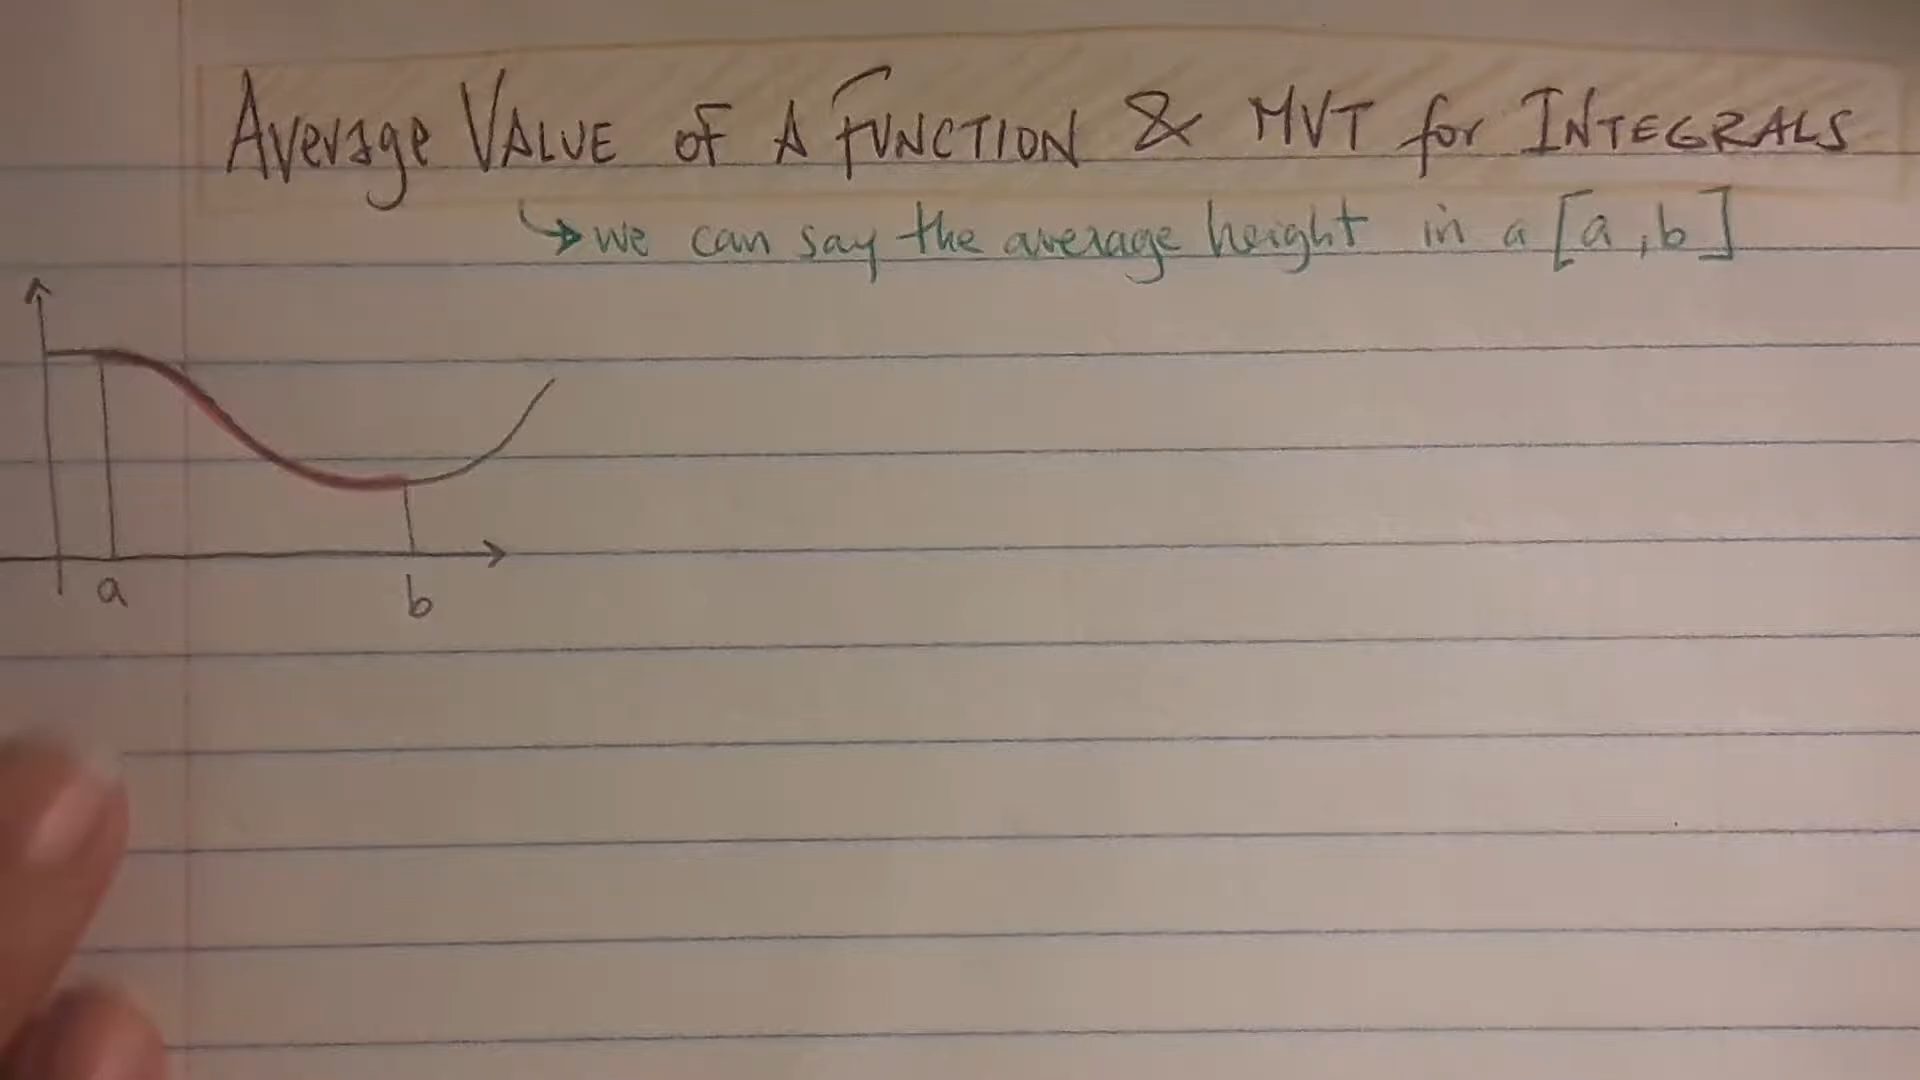 Average VALUE of A FUNCTION & MVT for INTEGRALS
↳ we can say the average height in a [a, b]
a
b